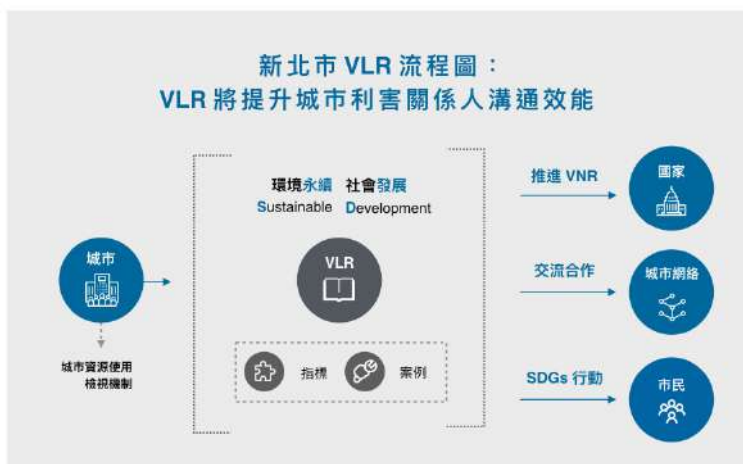 新北市 VLR 流程圖：
VLR 將提升城市利害關係人溝通效能
城市
城市資源使用
檢視機制
環境永續 社會發展
Sustainable Development
VLR
指標
案例
推進 VNR
國家
交流合作
城市網絡
SDGs 行動
市民